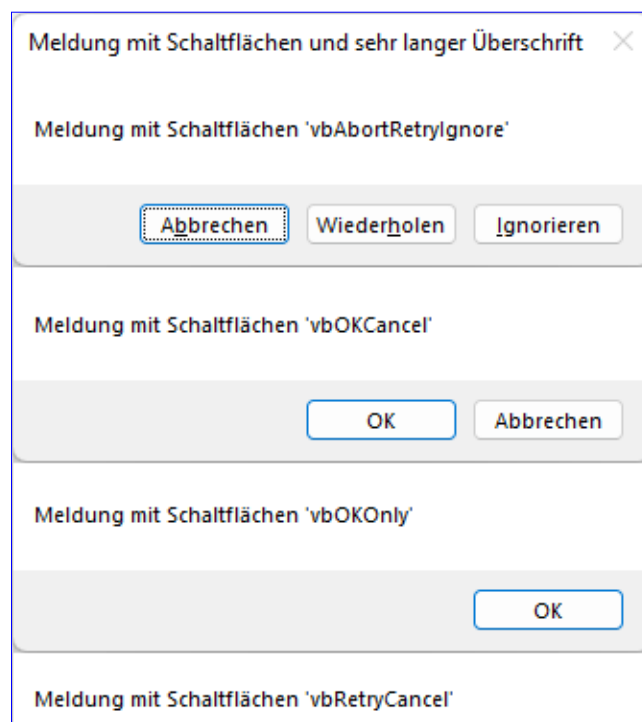 Meldung mit Schaltflächen und sehr langer Überschrift
Meldung mit Schaltflächen 'vbAbortRetryIgnore'
Abbrechen Wiederholen Ignorieren
Meldung mit Schaltflächen 'vbOKCancel'
OK Abbrechen
Meldung mit Schaltflächen 'vbOKOnly'
OK
Meldung mit Schaltflächen 'vbRetryCancel'